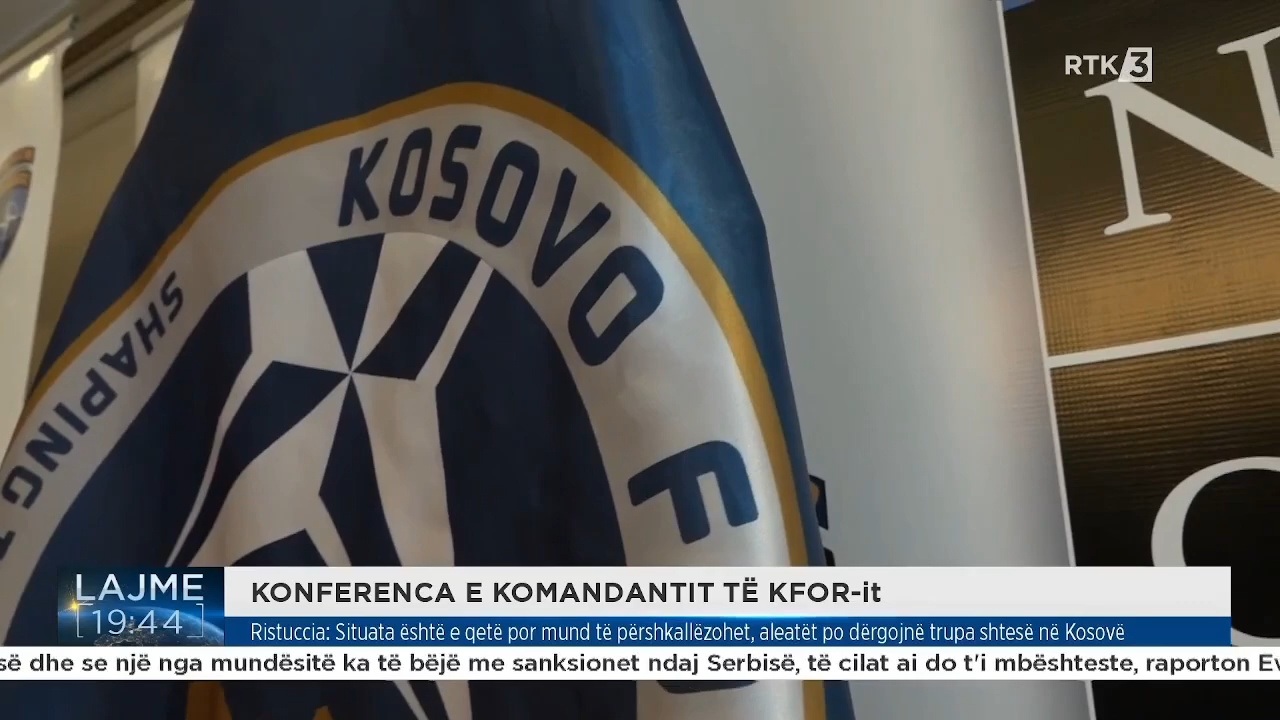 RTK 3
N
KOSOVO F
SHAPING
LAJME
19:44
KONFERENCA E KOMANDANTIT TË KFOR-it
Ristuccia: Situata është e qetë por mund të përshkallëzohet, aleatët po dërgojnë trupa shtesë në Kosovë
së dhe se një nga mundësitë ka të bëjë me sanksionet ndaj Serbisë, të cilat ai do t'i mbështeste, raporton Ev